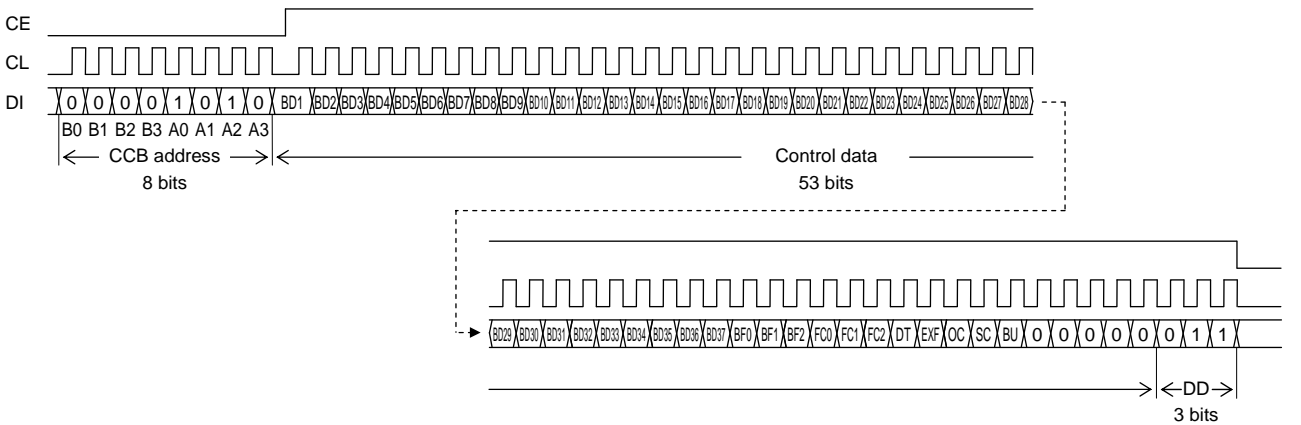 CE
CL
DI 0 0 0 0 1 0 1 0 BD1 BD2 BD3 BD4 BD5 BD6 BD7 BD8 BD9 BD10 BD11 BD12 BD13 BD14 BD15 BD16 BD17 BD18 BD19 BD20 BD21 BD22 BD23 BD24 BD25 BD26 BD27 BD28
B0 B1 B2 B3 A0 A1 A2 A3
CCB address Control data
8 bits 53 bits
BD29 BD30 BD31 BD32 BD33 BD34 BD35 BD36 BD37 BF0 BF1 BF2 FC0 FC1 FC2 DT EXF OC SC BU 0 0 0 0 0 0 1 1
DD
3 bits